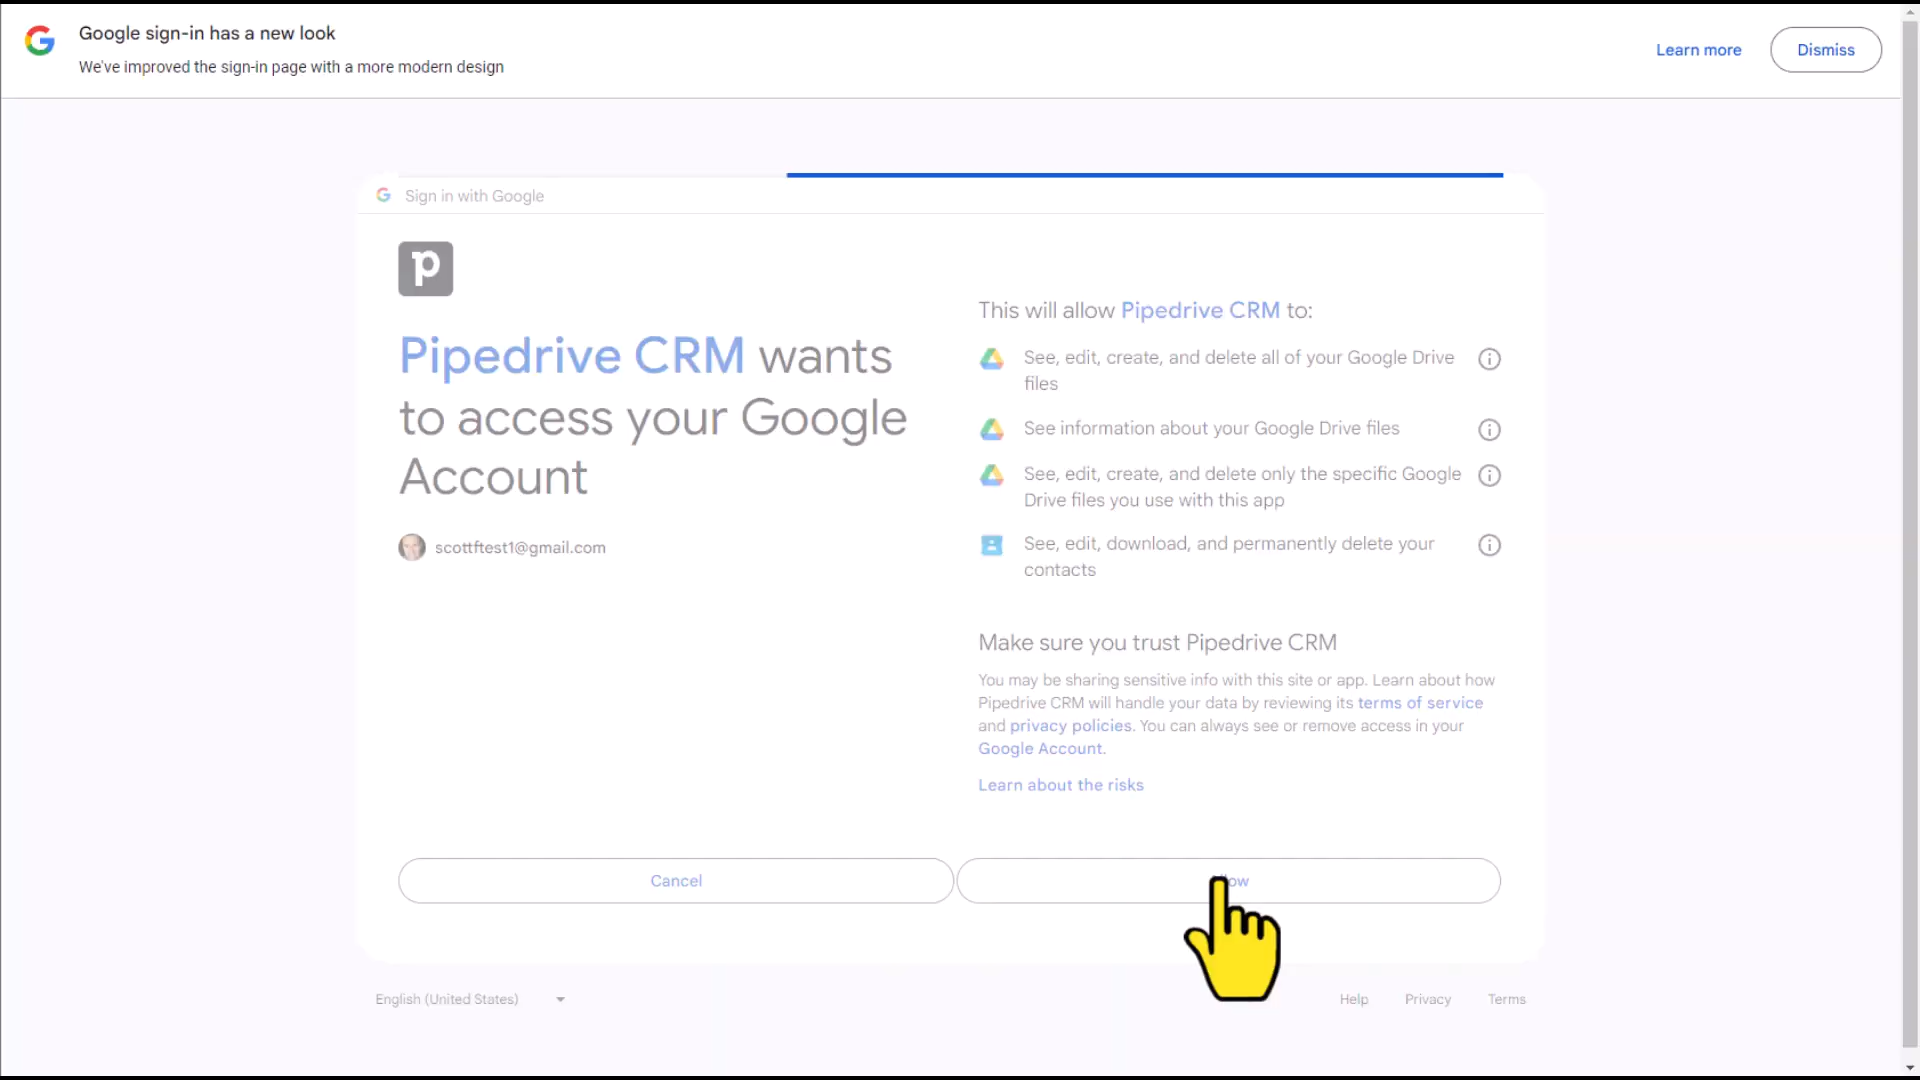 Google sign-in has a new look
We've improved the sign-in page with a more modern design
Learn more
Dismiss
Sign in with Google
p
Pipedrive CRM wants
to access your Google
Account
scottftest1@gmail.com
This will allow Pipedrive CRM to:
See, edit, create, and delete all of your Google Drive
files
See information about your Google Drive files
See, edit, create, and delete only the specific Google
Drive files you use with this app
See, edit, download, and permanently delete your
contacts
Make sure you trust Pipedrive CRM
You may be sharing sensitive info with this site or app. Learn about how
Pipedrive CRM will handle your data by reviewing its terms of service
and privacy policies. You can always see or remove access in your
Google Account.
Learn about the risks
Cancel
English (United States)
Help
Privacy
Terms